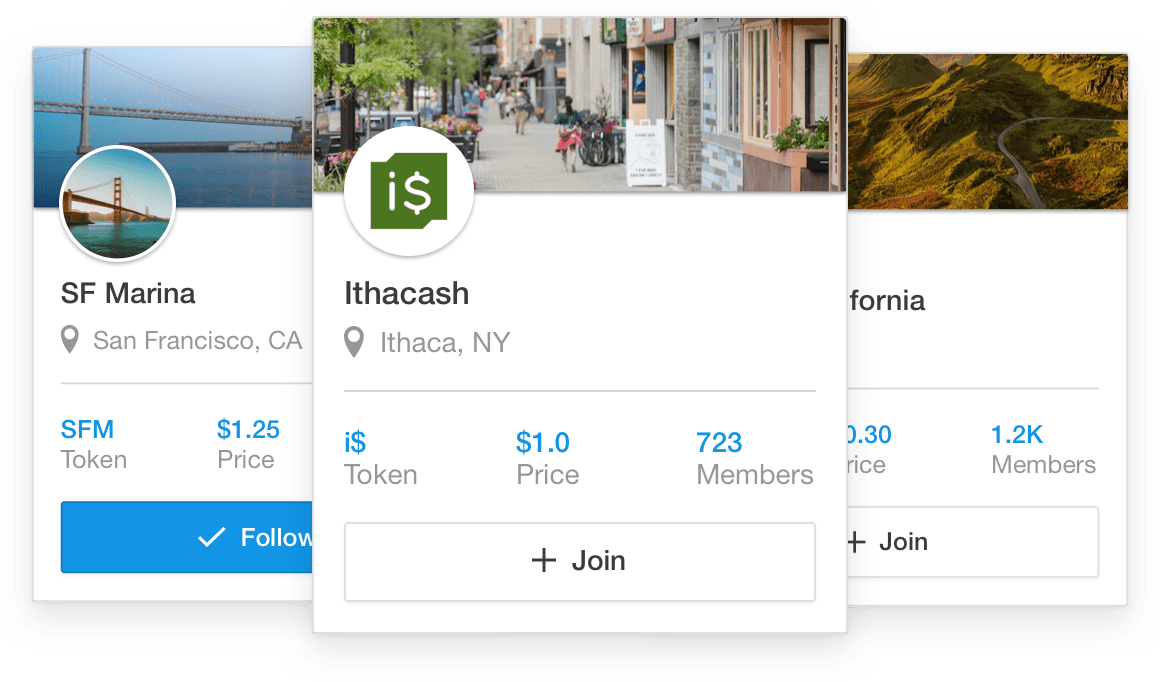 SF Marina
San Francisco, CA
SFM
Token
$1.25
Price
Follow
i$
Ithacash
Ithaca, NY
i$
Token
$1.0
Price
723
Members
+ Join
fornia
0.30
rice
1.2K
Members
+ Join